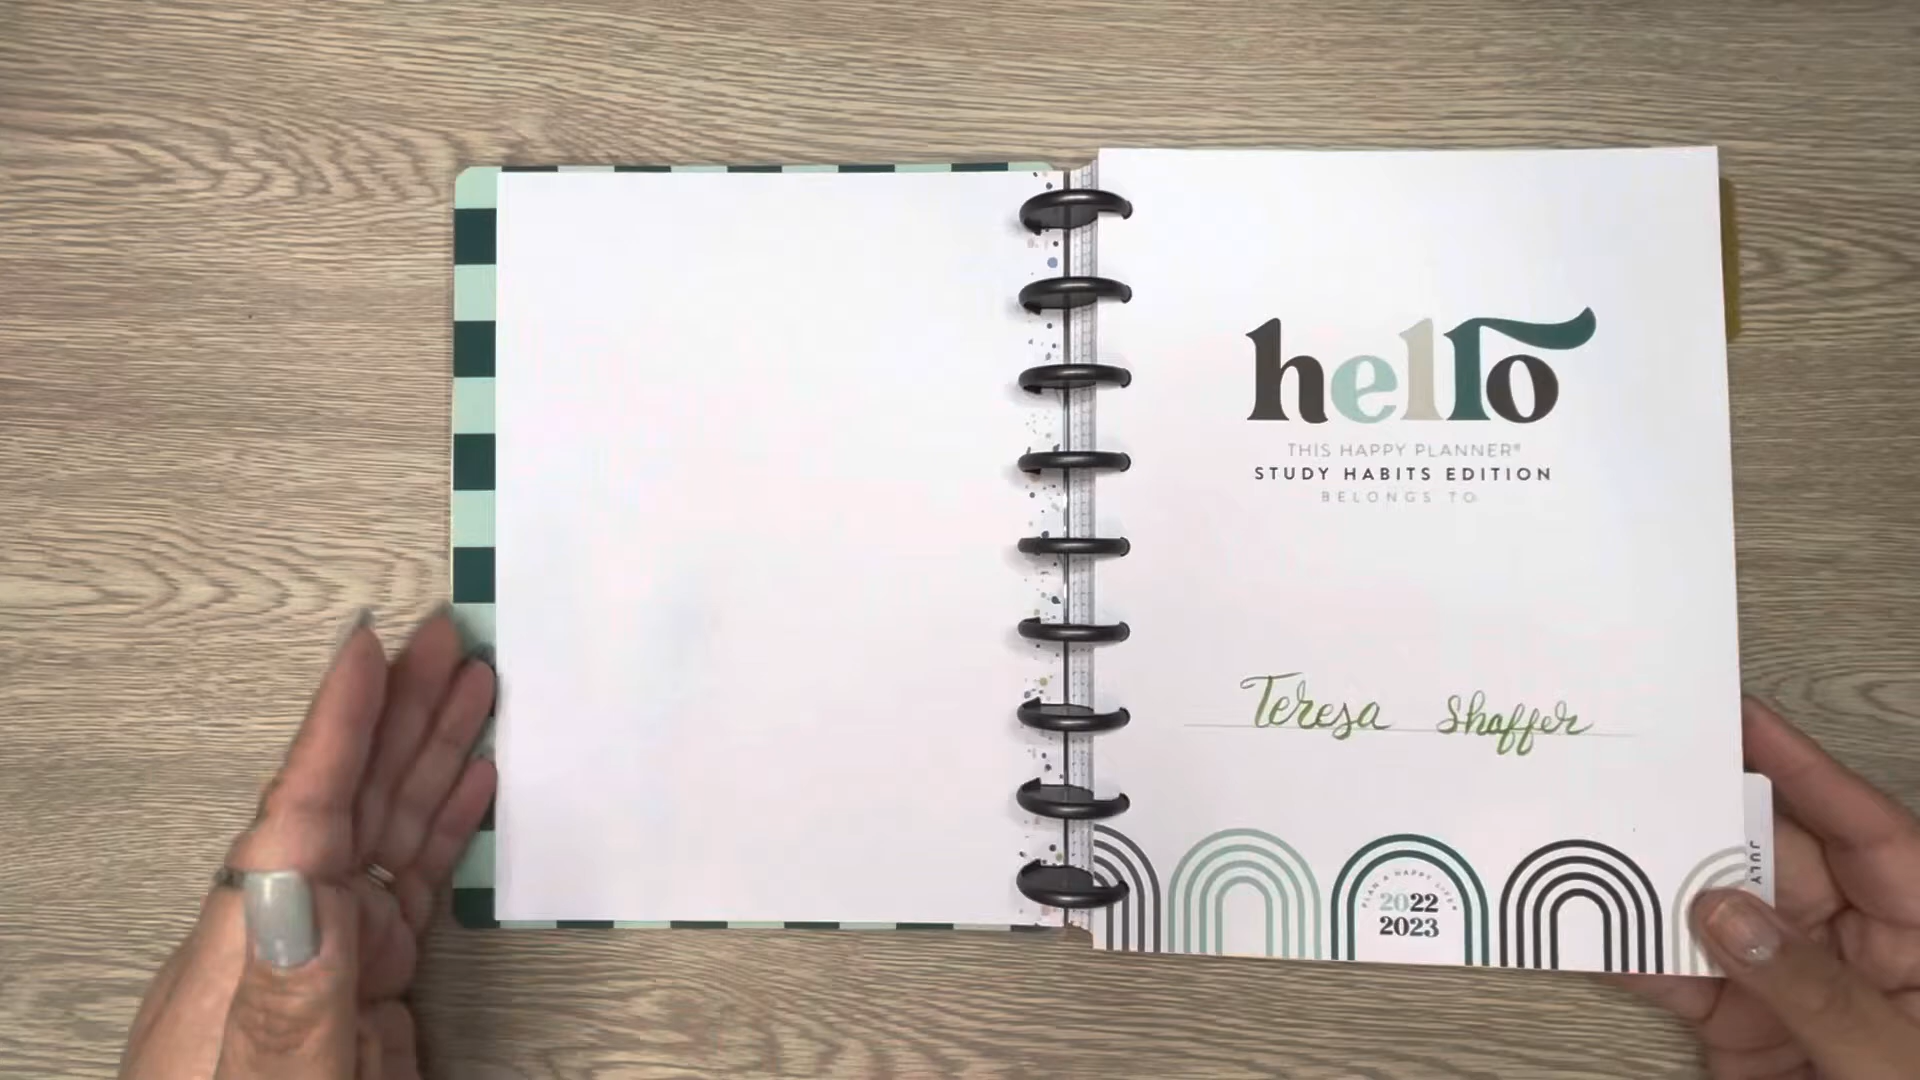 hello
THIS HAPPY PLANNER®
STUDY HABITS EDITION
BELONGS TO
Teresa Shaffer
PLAN A HAPPY LIFE
2022
2023
JULY